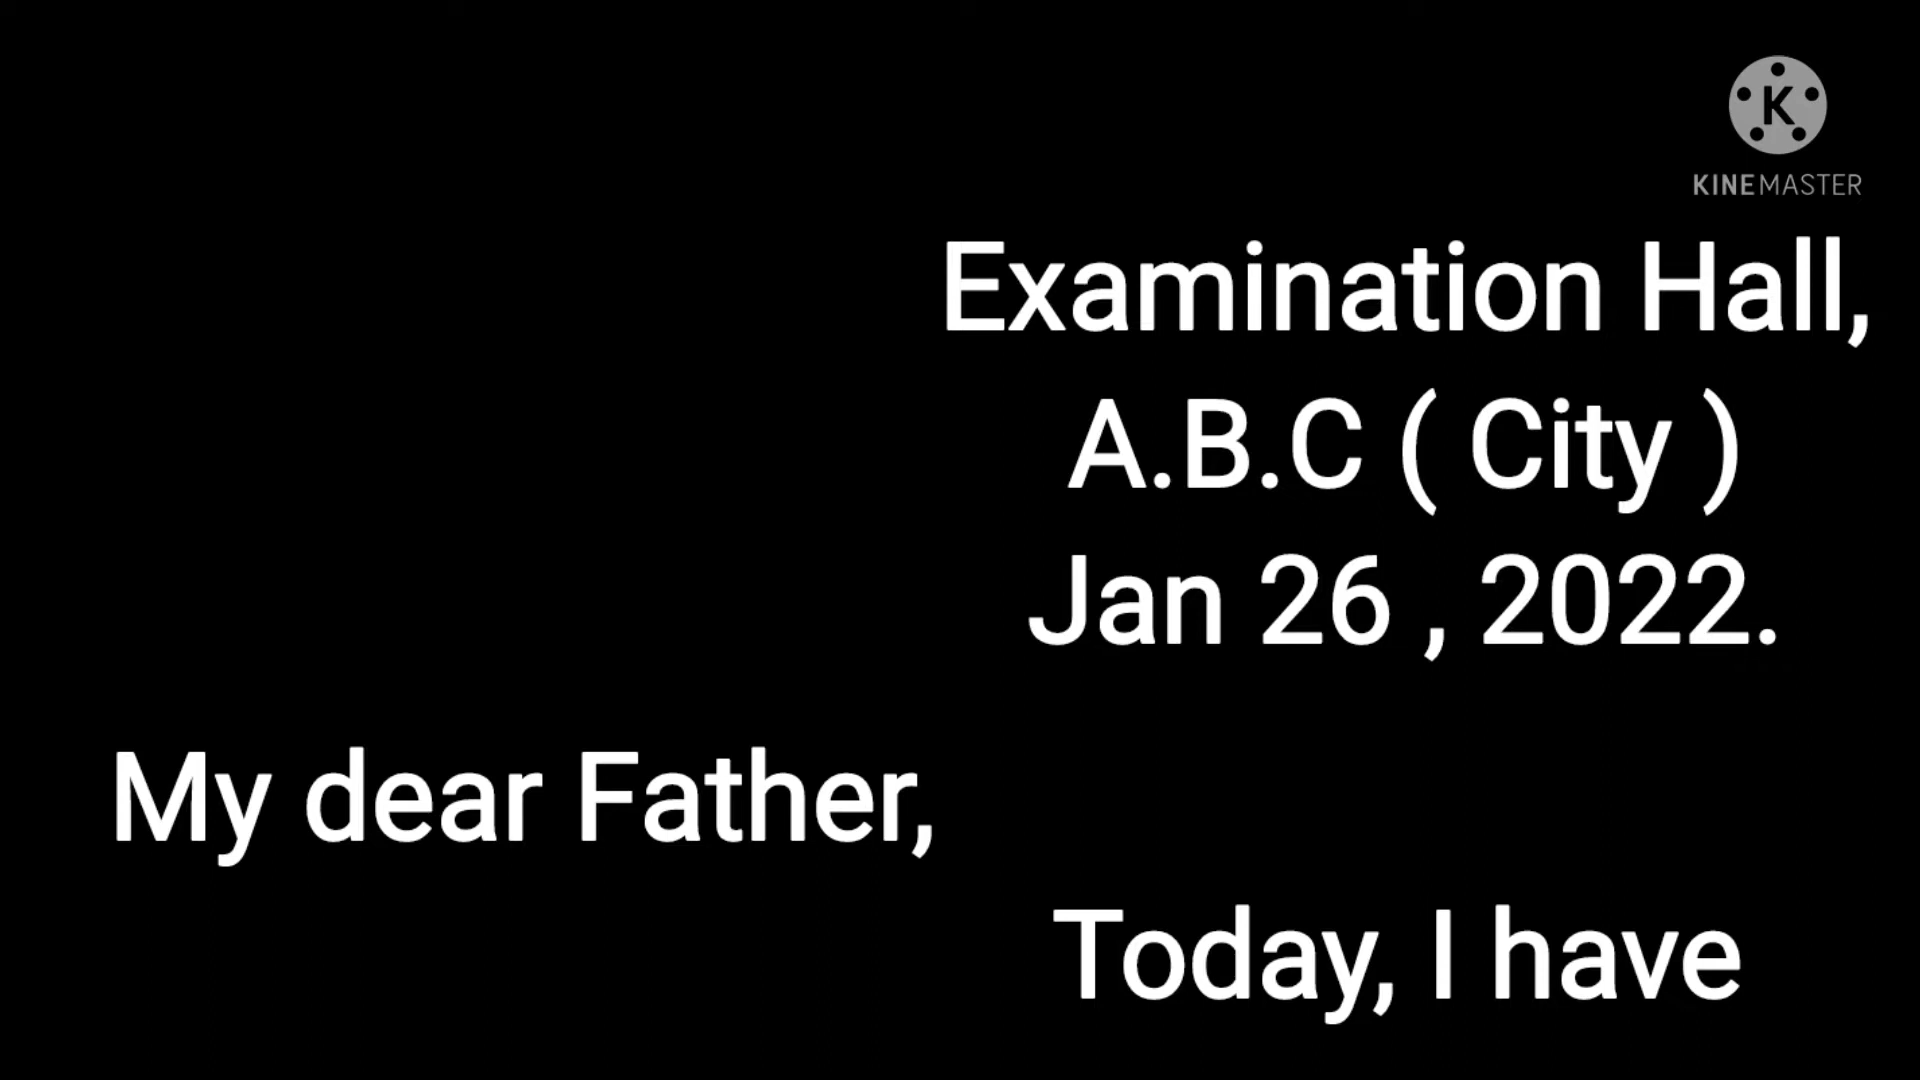 K
KINEMASTER
Examination Hall,
A.B.C ( City )
Jan 26 , 2022.
My dear Father,
Today, I have